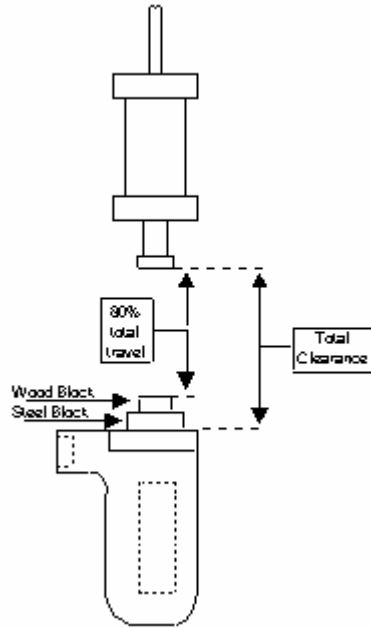 80%
total
travel
Total
Clearance
Wood Block
Steel Block